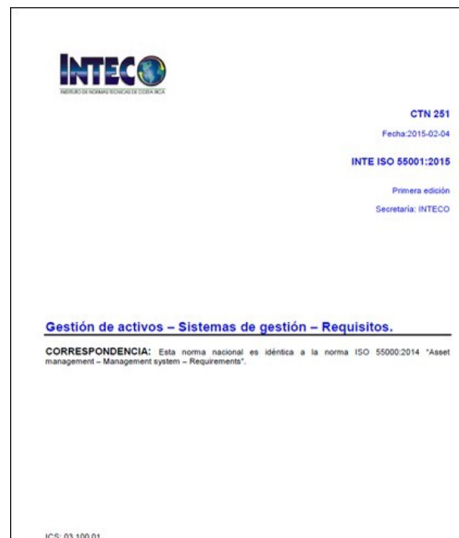 INTECO
INSTITUTO DE NORMAS TÉCNICAS DE COSTA RICA
CTN 251
Fecha:2015-02-04
INTE ISO 55001:2015
Primera edición
Secretaría: INTECO
Gestión de activos – Sistemas de gestión – Requisitos.
CORRESPONDENCIA: Esta norma nacional es idéntica a la norma ISO 55000:2014 "Asset
management – Management system – Requirements".
ICS: 03.100.01